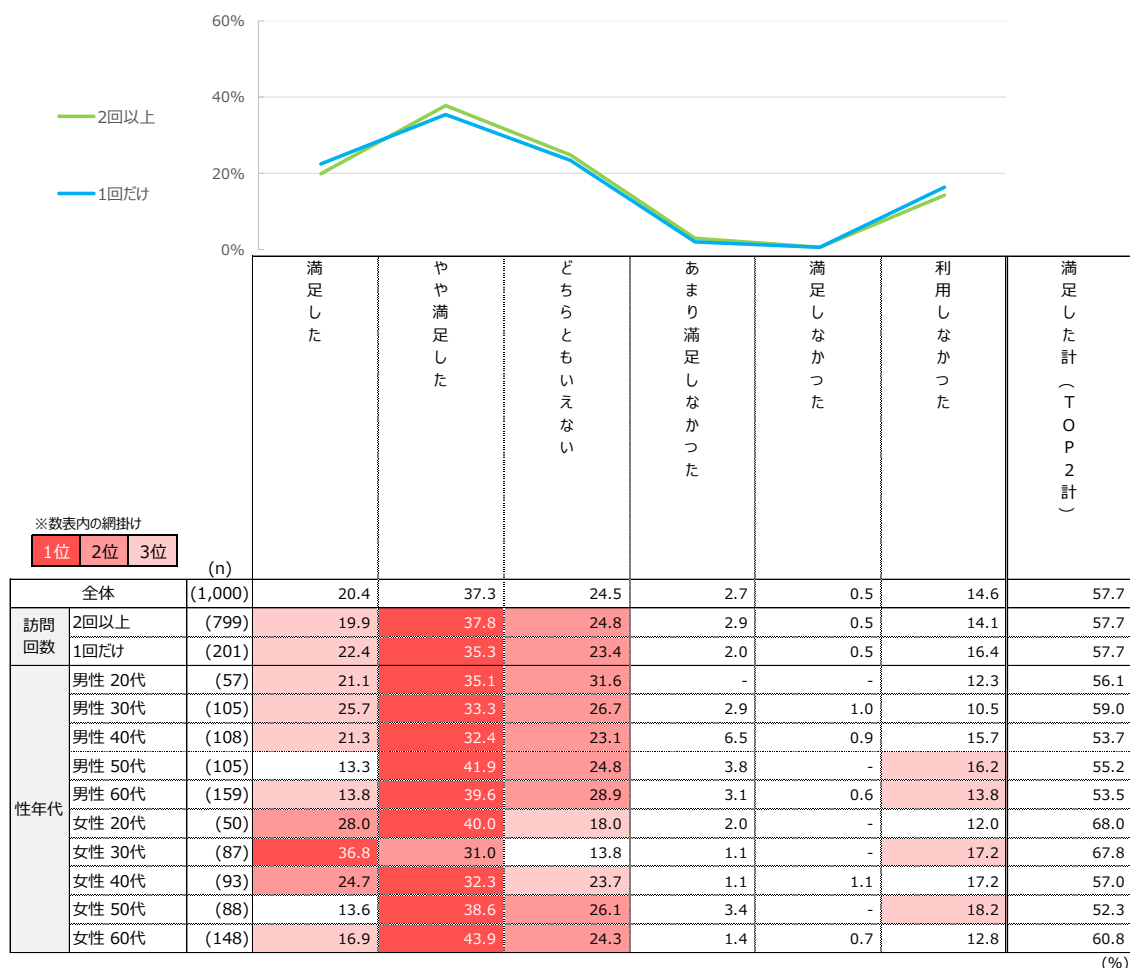 60%
40%
20%
0%
2回以上
1回だけ
満足した
やや満足した
どちらともいえない
あまり満足しなかつた
満足しなかつた
利用しなかつた
満足した計（TOP2計）
※数表内の網掛け
1位 2位 3位
(n)
全体 (1,000) 20.4 37.3 24.5 2.7 0.5 14.6 57.7
訪問回数
2回以上 (799) 19.9 37.8 24.8 2.9 0.5 14.1 57.7
1回だけ (201) 22.4 35.3 23.4 2.0 0.5 16.4 57.7
性年代
男性 20代 (57) 21.1 35.1 31.6 - - 12.3 56.1
男性 30代 (105) 25.7 33.3 26.7 2.9 1.0 10.5 59.0
男性 40代 (108) 21.3 32.4 23.1 6.5 0.9 15.7 53.7
男性 50代 (105) 13.3 41.9 24.8 3.8 - 16.2 55.2
男性 60代 (159) 13.8 39.6 28.9 3.1 0.6 13.8 53.5
女性 20代 (50) 28.0 40.0 18.0 2.0 - 12.0 68.0
女性 30代 (87) 36.8 31.0 13.8 1.1 - 17.2 67.8
女性 40代 (93) 24.7 32.3 23.7 1.1 1.1 17.2 57.0
女性 50代 (88) 13.6 38.6 26.1 3.4 - 18.2 52.3
女性 60代 (148) 16.9 43.9 24.3 1.4 0.7 12.8 60.8
(%)